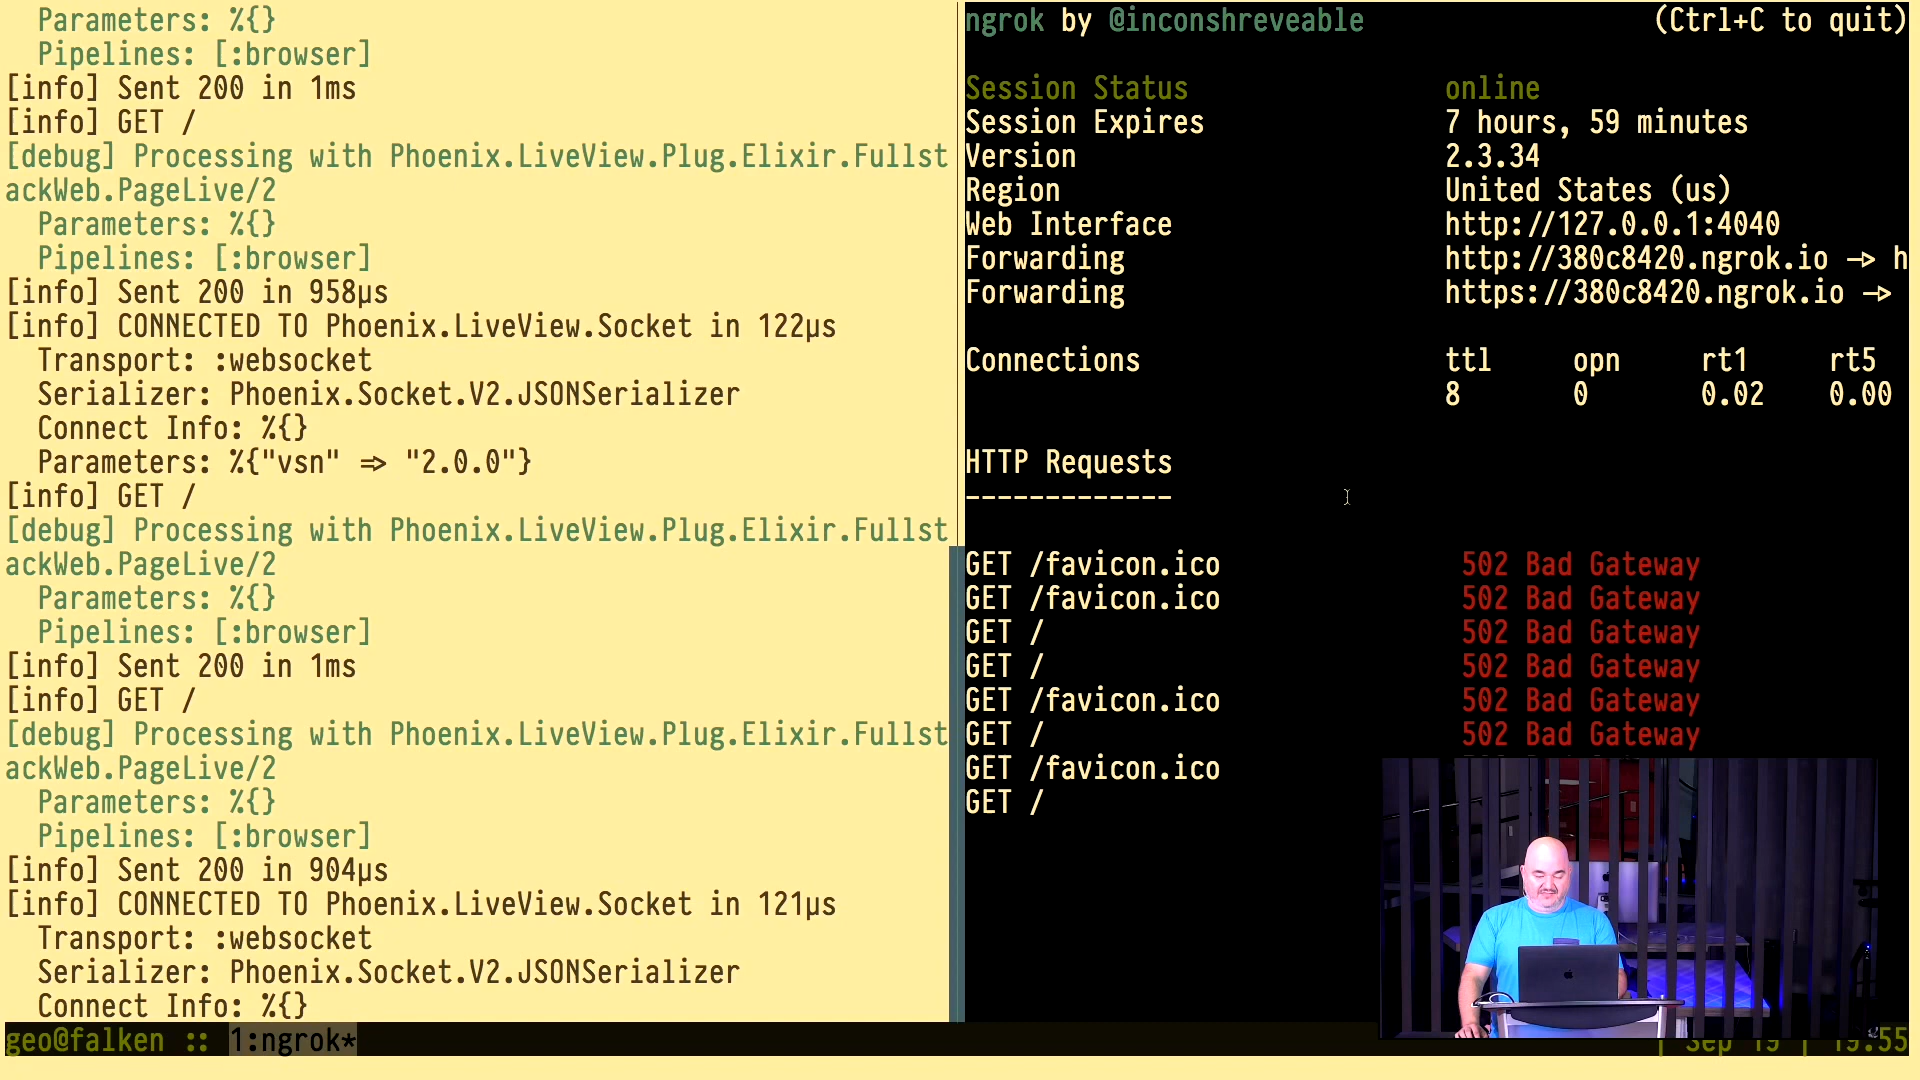 Parameters: %{}
  Pipelines: [:browser]
[info] Sent 200 in 1ms
[info] GET /
[debug] Processing with Phoenix.LiveView.Plug.Elixir.Fullst
ackWeb.PageLive/2
  Parameters: %{}
  Pipelines: [:browser]
[info] Sent 200 in 958µs
[info] CONNECTED TO Phoenix.LiveView.Socket in 122µs
  Transport: :websocket
  Serializer: Phoenix.Socket.V2.JSONSerializer
  Connect Info: %{}
  Parameters: %{"vsn" => "2.0.0"}
[info] GET /
[debug] Processing with Phoenix.LiveView.Plug.Elixir.Fullst
ackWeb.PageLive/2
  Parameters: %{}
  Pipelines: [:browser]
[info] Sent 200 in 1ms
[info] GET /
[debug] Processing with Phoenix.LiveView.Plug.Elixir.Fullst
ackWeb.PageLive/2
  Parameters: %{}
  Pipelines: [:browser]
[info] Sent 200 in 904µs
[info] CONNECTED TO Phoenix.LiveView.Socket in 121µs
  Transport: :websocket
  Serializer: Phoenix.Socket.V2.JSONSerializer
  Connect Info: %{}
ngrok by @inconshreveable (Ctrl+C to quit)
Session Status online
Session Expires 7 hours, 59 minutes
Version 2.3.34
Region United States (us)
Web Interface http://127.0.0.1:4040
Forwarding http://380c8420.ngrok.io -> h
Forwarding https://380c8420.ngrok.io ->
Connections ttl opn rt1 rt5
8 0 0.02 0.00
HTTP Requests
-------------
GET /favicon.ico 502 Bad Gateway
GET /favicon.ico 502 Bad Gateway
GET / 502 Bad Gateway
GET / 502 Bad Gateway
GET /favicon.ico 502 Bad Gateway
GET / 502 Bad Gateway
GET /favicon.ico
GET /
geo@falken :: 1:ngrok* | Sep 19 | 19:55